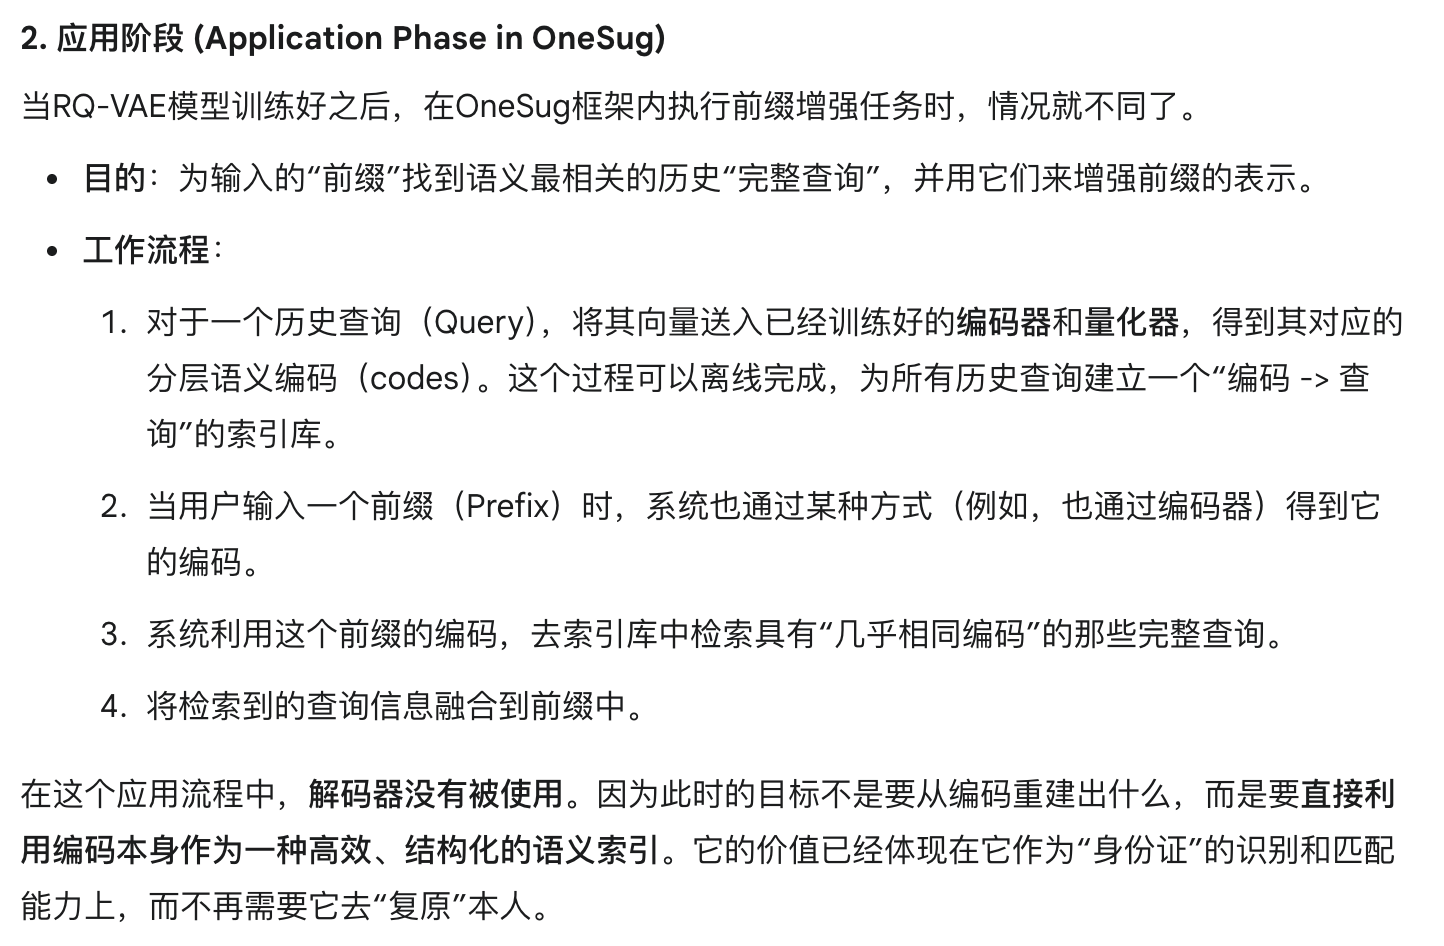 2. 应用阶段 (Application Phase in OneSug)
当RQ-VAE模型训练好之后，在OneSug框架内执行前缀增强任务时，情况就不同了。
• 目的：为输入的“前缀”找到语义最相关的历史“完整查询”，并用它们来增强前缀的表示。
• 工作流程：
1. 对于一个历史查询（Query），将其向量送入已经训练好的编码器和量化器，得到其对应的
分层语义编码（codes）。这个过程可以离线完成，为所有历史查询建立一个“编码 -> 查
询”的索引库。
2. 当用户输入一个前缀（Prefix）时，系统也通过某种方式（例如，也通过编码器）得到它
的编码。
3. 系统利用这个前缀的编码，去索引库中检索具有“几乎相同编码”的那些完整查询。
4. 将检索到的查询信息融合到前缀中。
在这个应用流程中，解码器没有被使用。因为此时的目标不是要从编码重建出什么，而是要直接利
用编码本身作为一种高效、结构化的语义索引。它的价值已经体现在它作为“身份证”的识别和匹配
能力上，而不再需要它去“复原”本人。